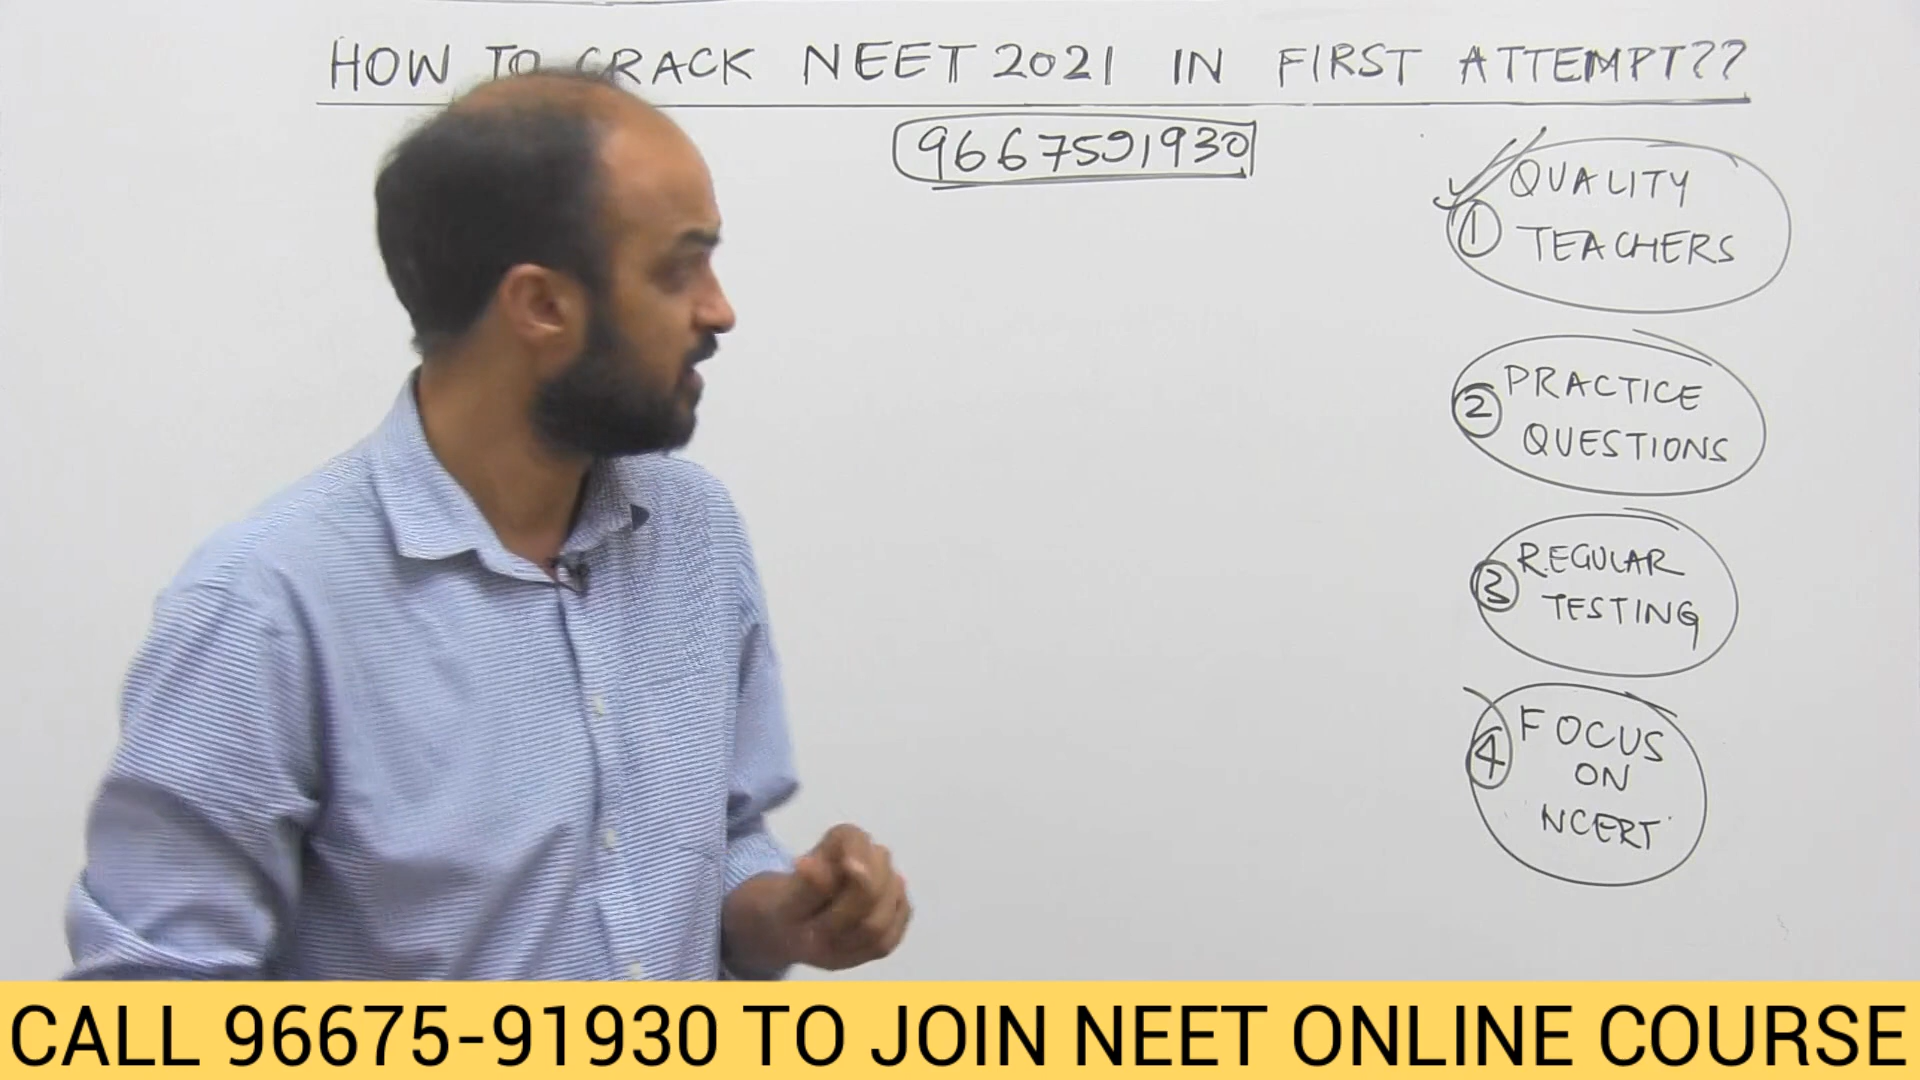 HOW TO CRACK NEET 2021 IN FIRST ATTEMPT??
9667591930
QUALITY
1 TEACHERS
2 PRACTICE
QUESTIONS
3 REGULAR
TESTING
4 FOCUS
ON
NCERT
CALL 96675-91930 TO JOIN NEET ONLINE COURSE